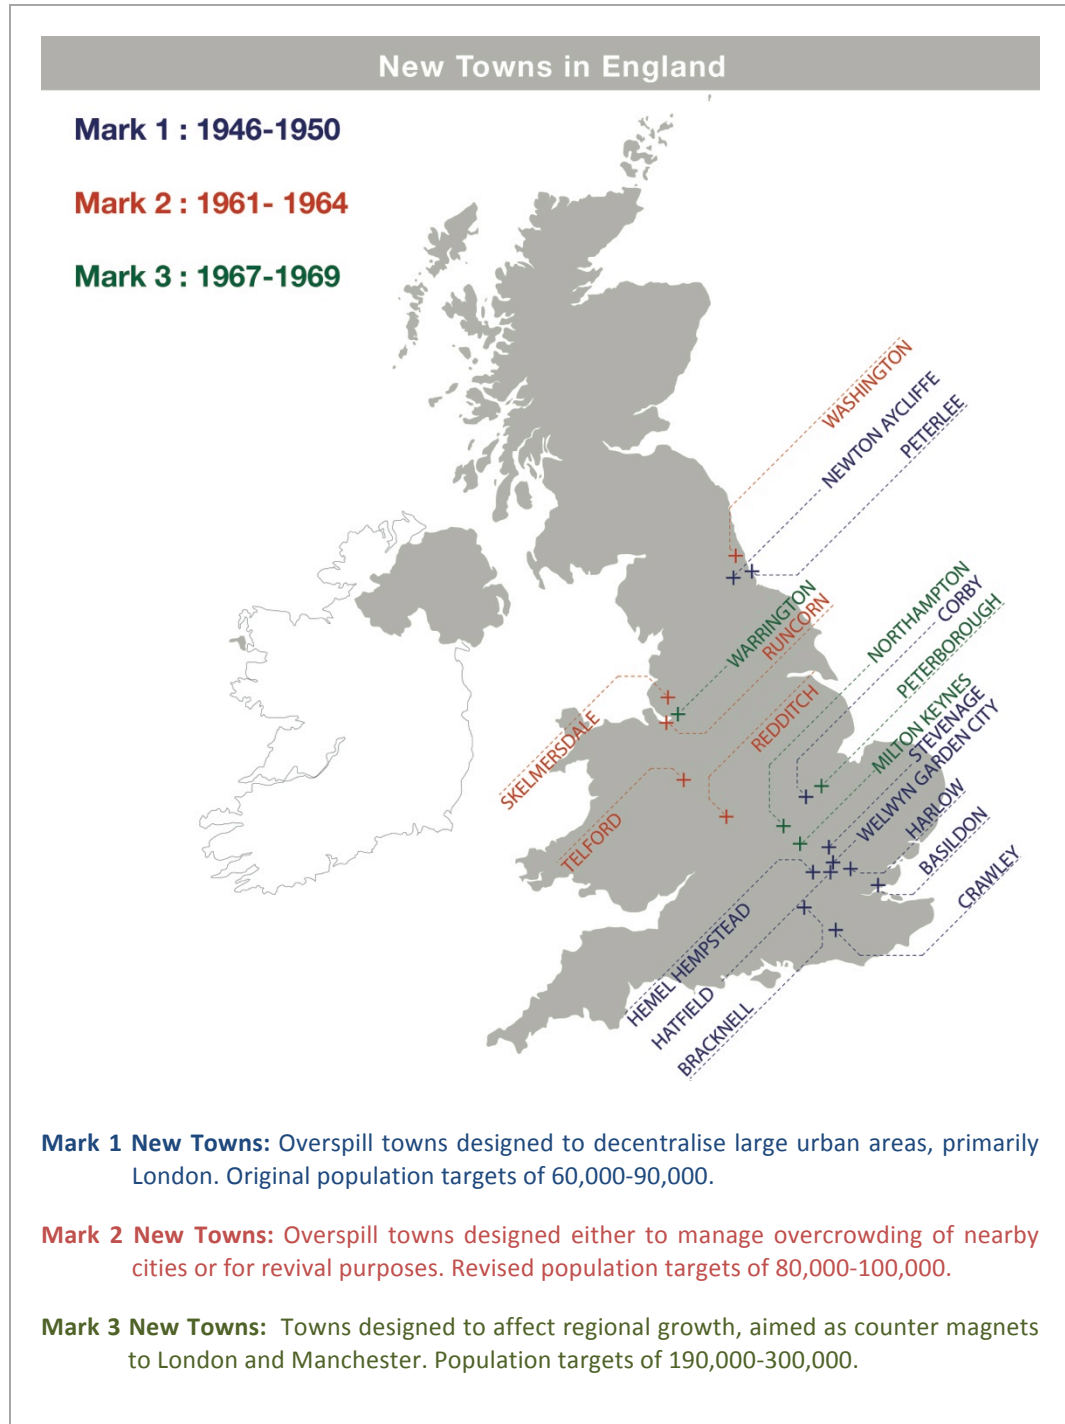 New Towns in England
Mark 1 : 1946-1950
Mark 2 : 1961- 1964
Mark 3 : 1967-1969
WASHINGTON
NEWTON AYCLIFFE
PETERLEE
WARRINGTON
RUNCORN
NORTHAMPTON
CORBY
PETERBOROUGH
SKELMERSDALE
REDDITCH
MILTON KEYNES
STEVENAGE
WELWYN GARDEN CITY
HARLOW
TELFORD
BASILDON
CRAWLEY
HEMEL HEMPSTEAD
HATFIELD
BRACKNELL
Mark 1 New Towns: Overspill towns designed to decentralise large urban areas, primarily
London. Original population targets of 60,000-90,000.
Mark 2 New Towns: Overspill towns designed either to manage overcrowding of nearby
cities or for revival purposes. Revised population targets of 80,000-100,000.
Mark 3 New Towns: Towns designed to affect regional growth, aimed as counter magnets
to London and Manchester. Population targets of 190,000-300,000.